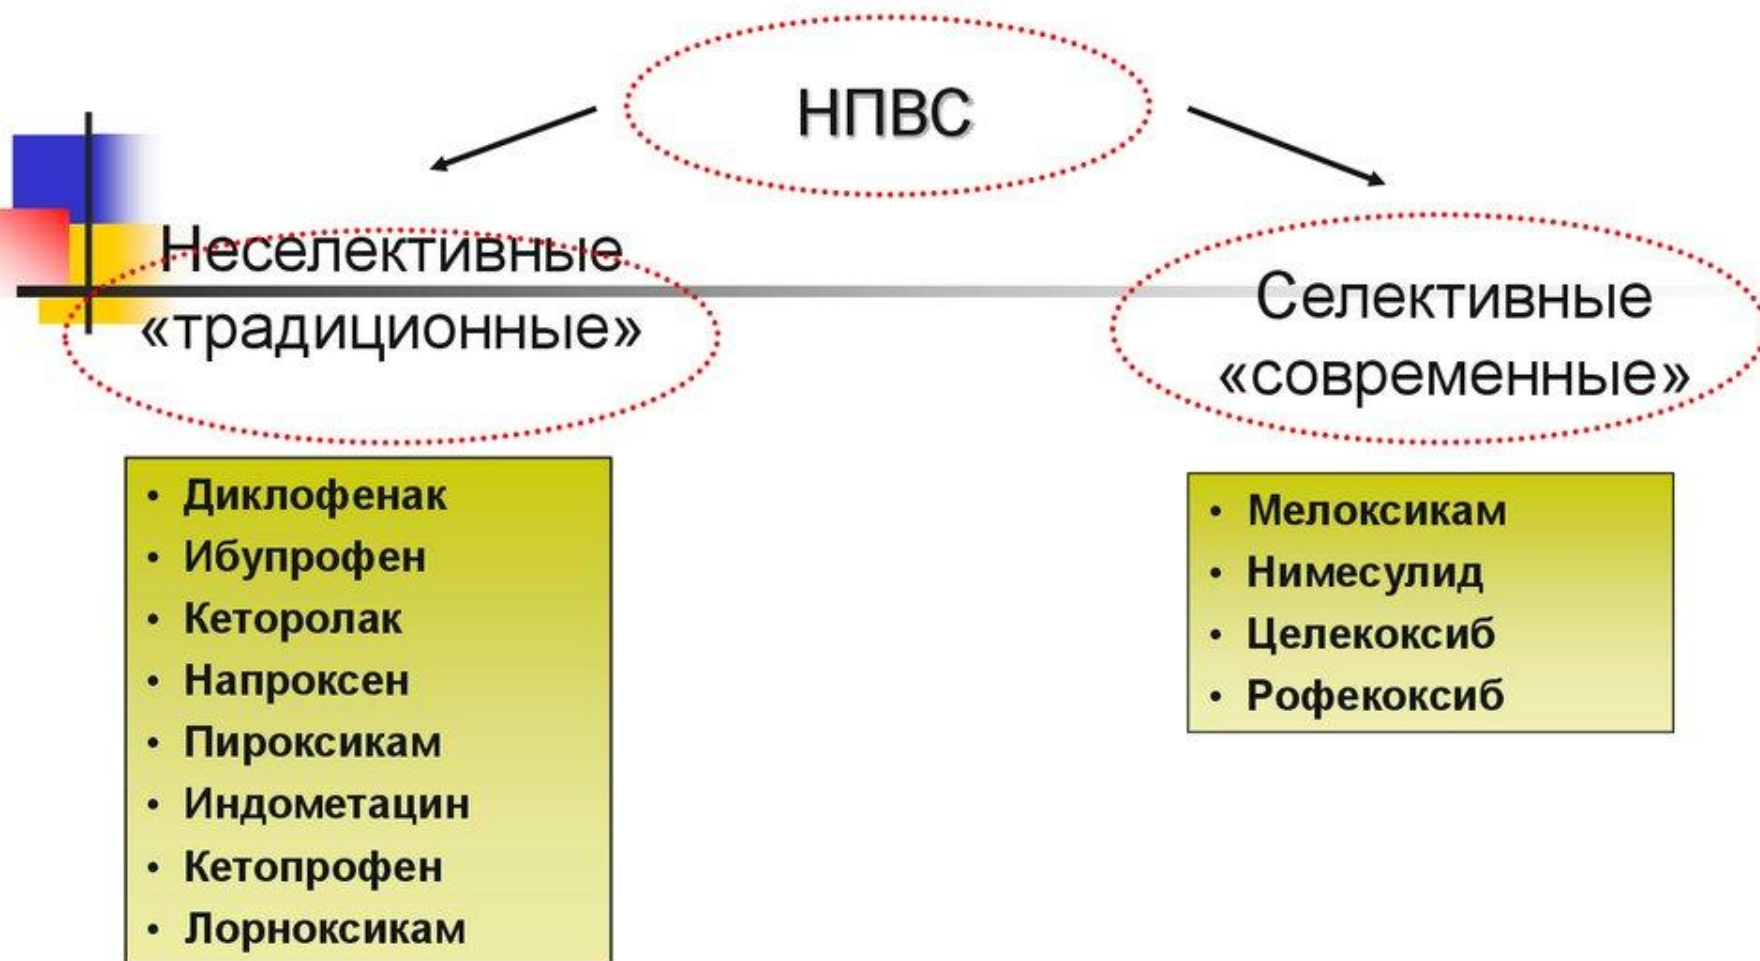 НПВС
Неселективные
«традиционные»
• Диклофенак
• Ибупрофен
• Кеторолак
• Напроксен
• Пироксикам
• Индометацин
• Кетопрофен
• Лорноксикам
Селективные
«современные»
• Мелоксикам
• Нимесулид
• Целекоксиб
• Рофекоксиб